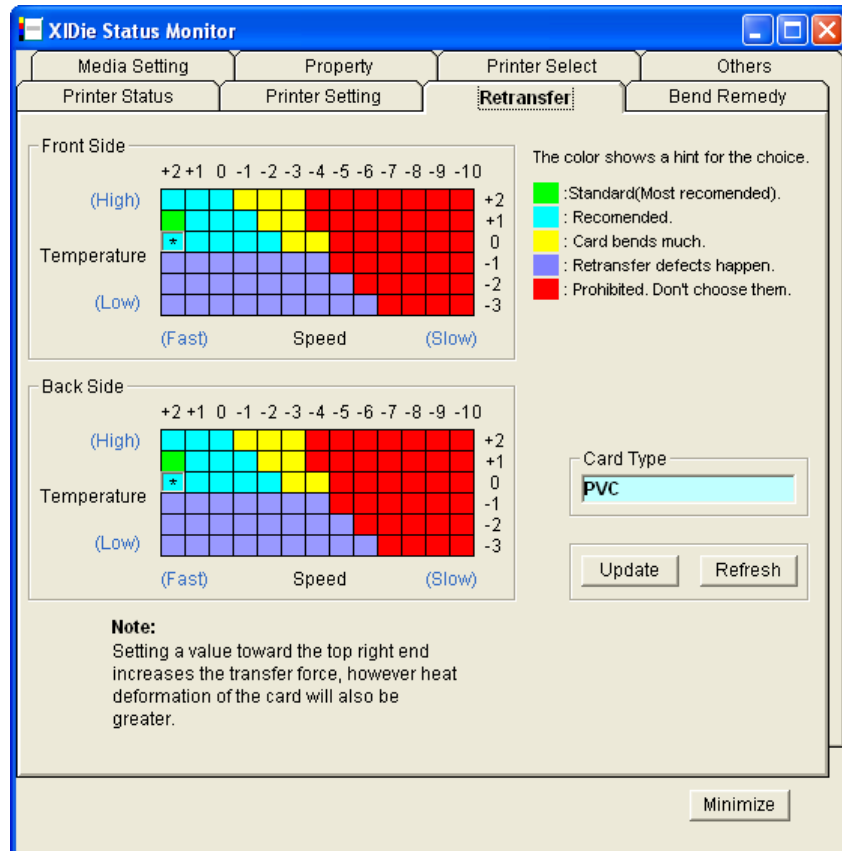 XIDie Status Monitor
Media Setting Property Printer Select Others
Printer Status Printer Setting Retransfer Bend Remedy
Front Side
+2 +1 0 -1 -2 -3 -4 -5 -6 -7 -8 -9 -10
(High) +2
+1
* 0
Temperature -1
-2
(Low) -3
(Fast) Speed (Slow)
The color shows a hint for the choice.
:Standard(Most recomended).
: Recomended.
: Card bends much.
: Retransfer defects happen.
: Prohibited. Don't choose them.
Back Side
+2 +1 0 -1 -2 -3 -4 -5 -6 -7 -8 -9 -10
(High) +2
+1
* 0
Temperature -1
-2
(Low) -3
(Fast) Speed (Slow)
Card Type
PVC
Update Refresh
Note:
Setting a value toward the top right end
increases the transfer force, however heat
deformation of the card will also be
greater.
Minimize